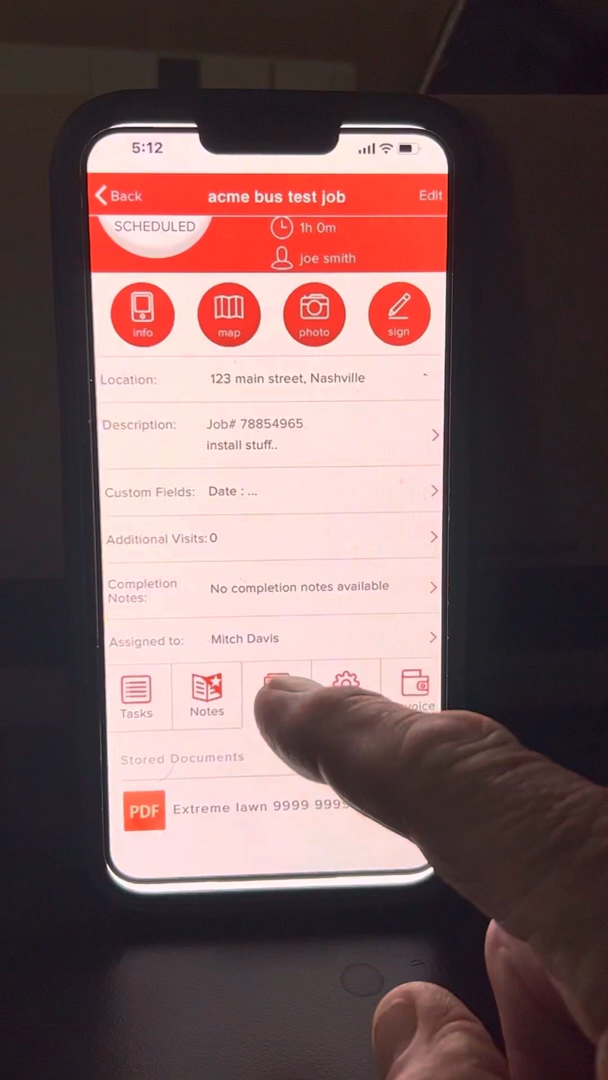 5:12
Back
acme bus test job
Edit
SCHEDULED
1h 0m
joe smith
info
map
photo
sign
Location: 123 main street, Nashville
Description: Job# 78854965
install stuff..
Custom Fields: Date : ...
Additional Visits: 0
Completion Notes: No completion notes available
Assigned to: Mitch Davis
Tasks
Notes
Stored Documents
PDF Extreme lawn 9999